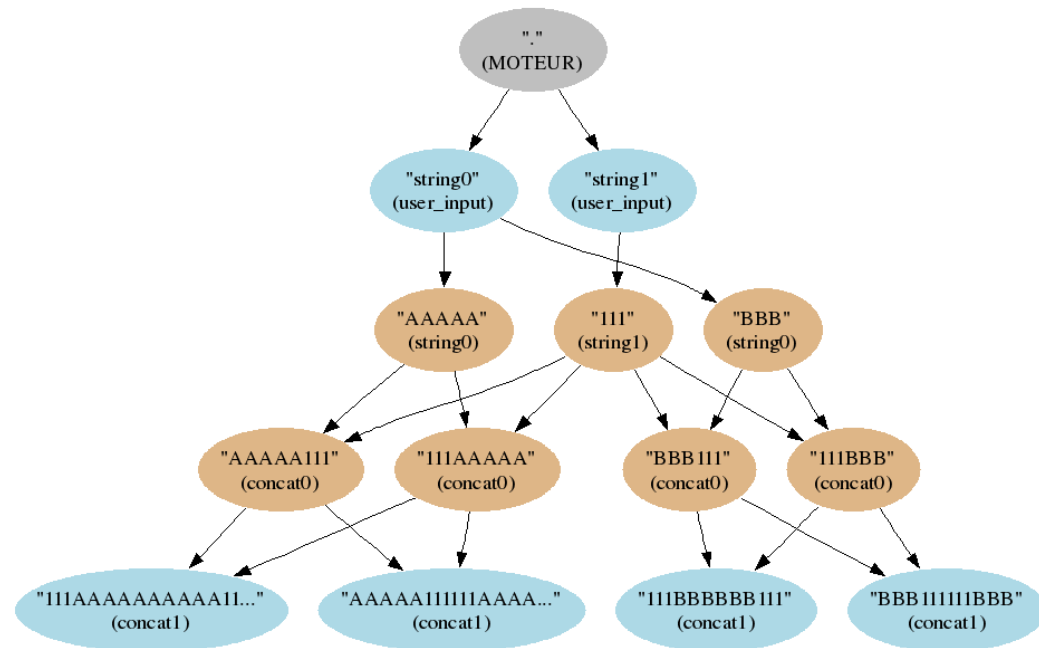 "."
(MOTEUR)
"string0"
(user_input)
"string1"
(user_input)
"AAAAA"
(string0)
"111"
(string1)
"BBB"
(string0)
"AAAAA111"
(concat0)
"111AAAAA"
(concat0)
"BBB111"
(concat0)
"111BBB"
(concat0)
"111AAAAAAAAAA11..."
(concat1)
"AAAAA111111AAAA..."
(concat1)
"111BBBBBB111"
(concat1)
"BBB111111BBB"
(concat1)